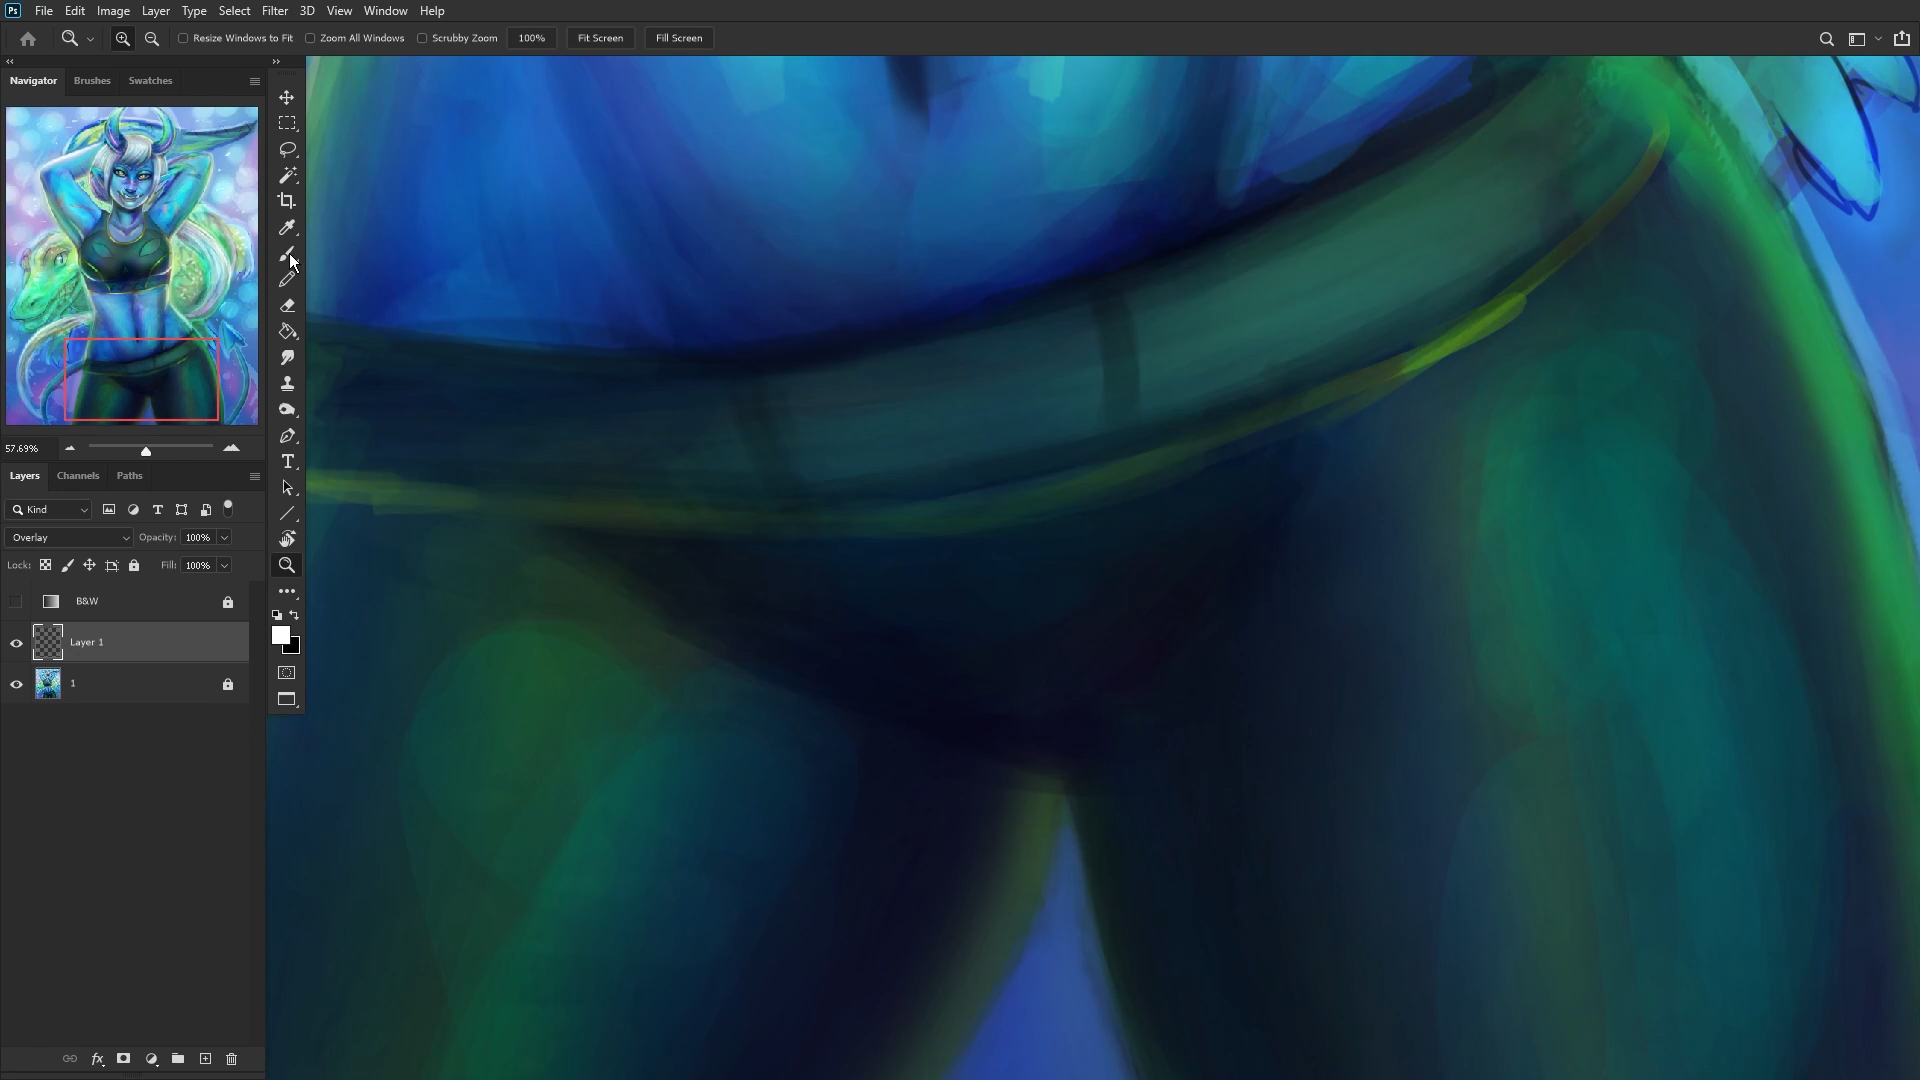 Ps File Edit Image Layer Type Select Filter 3D View Window Help
Resize Windows to Fit Zoom All Windows Scrubby Zoom 100% Fit Screen Fill Screen
Navigator Brushes Swatches
57.69%
Layers Channels Paths
Kind
Overlay Opacity: 100%
Lock: Fill: 100%
B&W
Layer 1
1